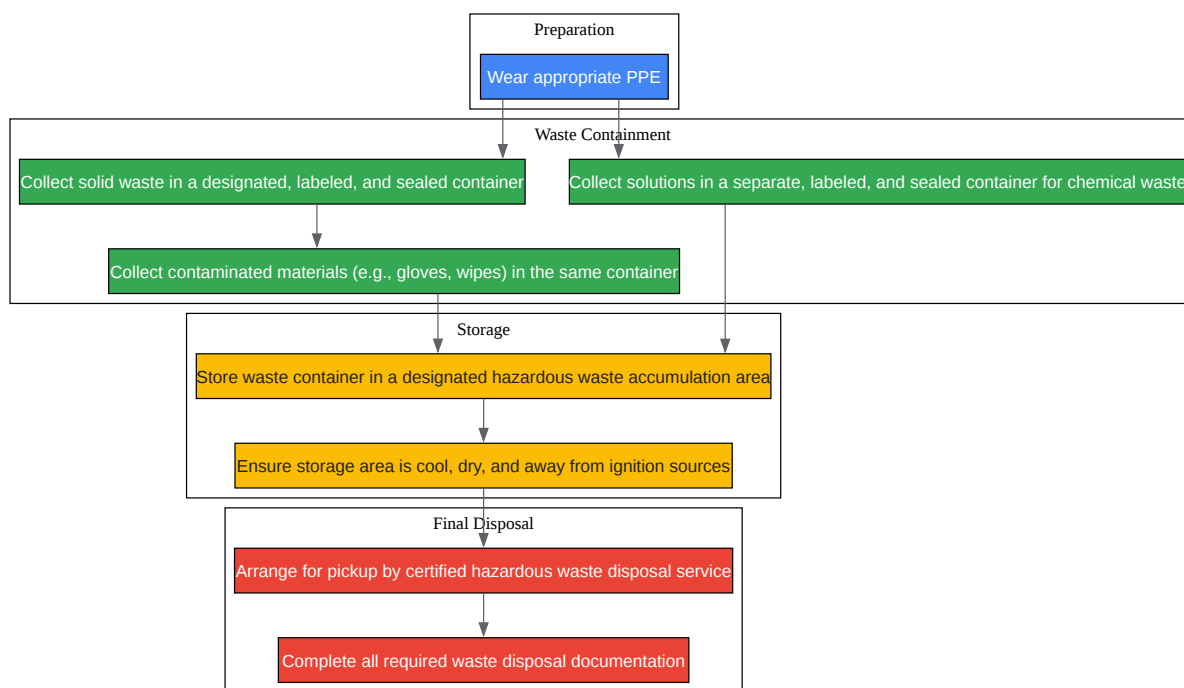 Preparation
Wear appropriate PPE
Waste Containment
Collect solid waste in a designated, labeled, and sealed container
Collect solutions in a separate, labeled, and sealed container for chemical waste
Collect contaminated materials (e.g., gloves, wipes) in the same container
Storage
Store waste container in a designated hazardous waste accumulation area
Ensure storage area is cool, dry, and away from ignition sources
Final Disposal
Arrange for pickup by certified hazardous waste disposal service
Complete all required waste disposal documentation